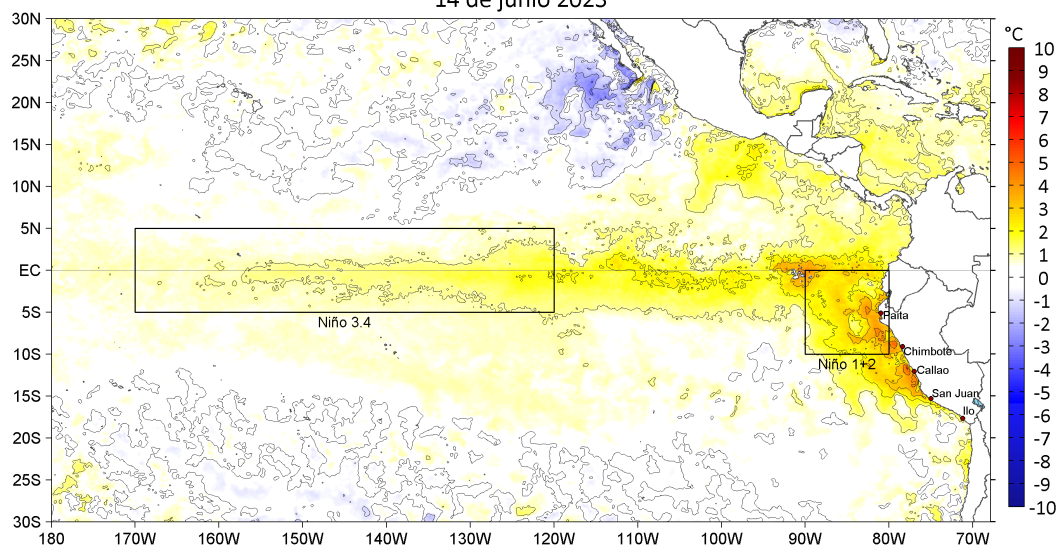 14 de junio 2023
°C
30N
25N
20N
15N
10N
5N
EC
5S
10S
15S
20S
25S
30S
180
170W
160W
150W
140W
130W
120W
110W
100W
90W
80W
70W
Niño 3.4
Niño 1+2
Paita
Chimbote
Callao
San Juan
Ilo
10
9
8
7
6
5
4
3
2
1
0
-1
-2
-3
-4
-5
-6
-7
-8
-9
-10